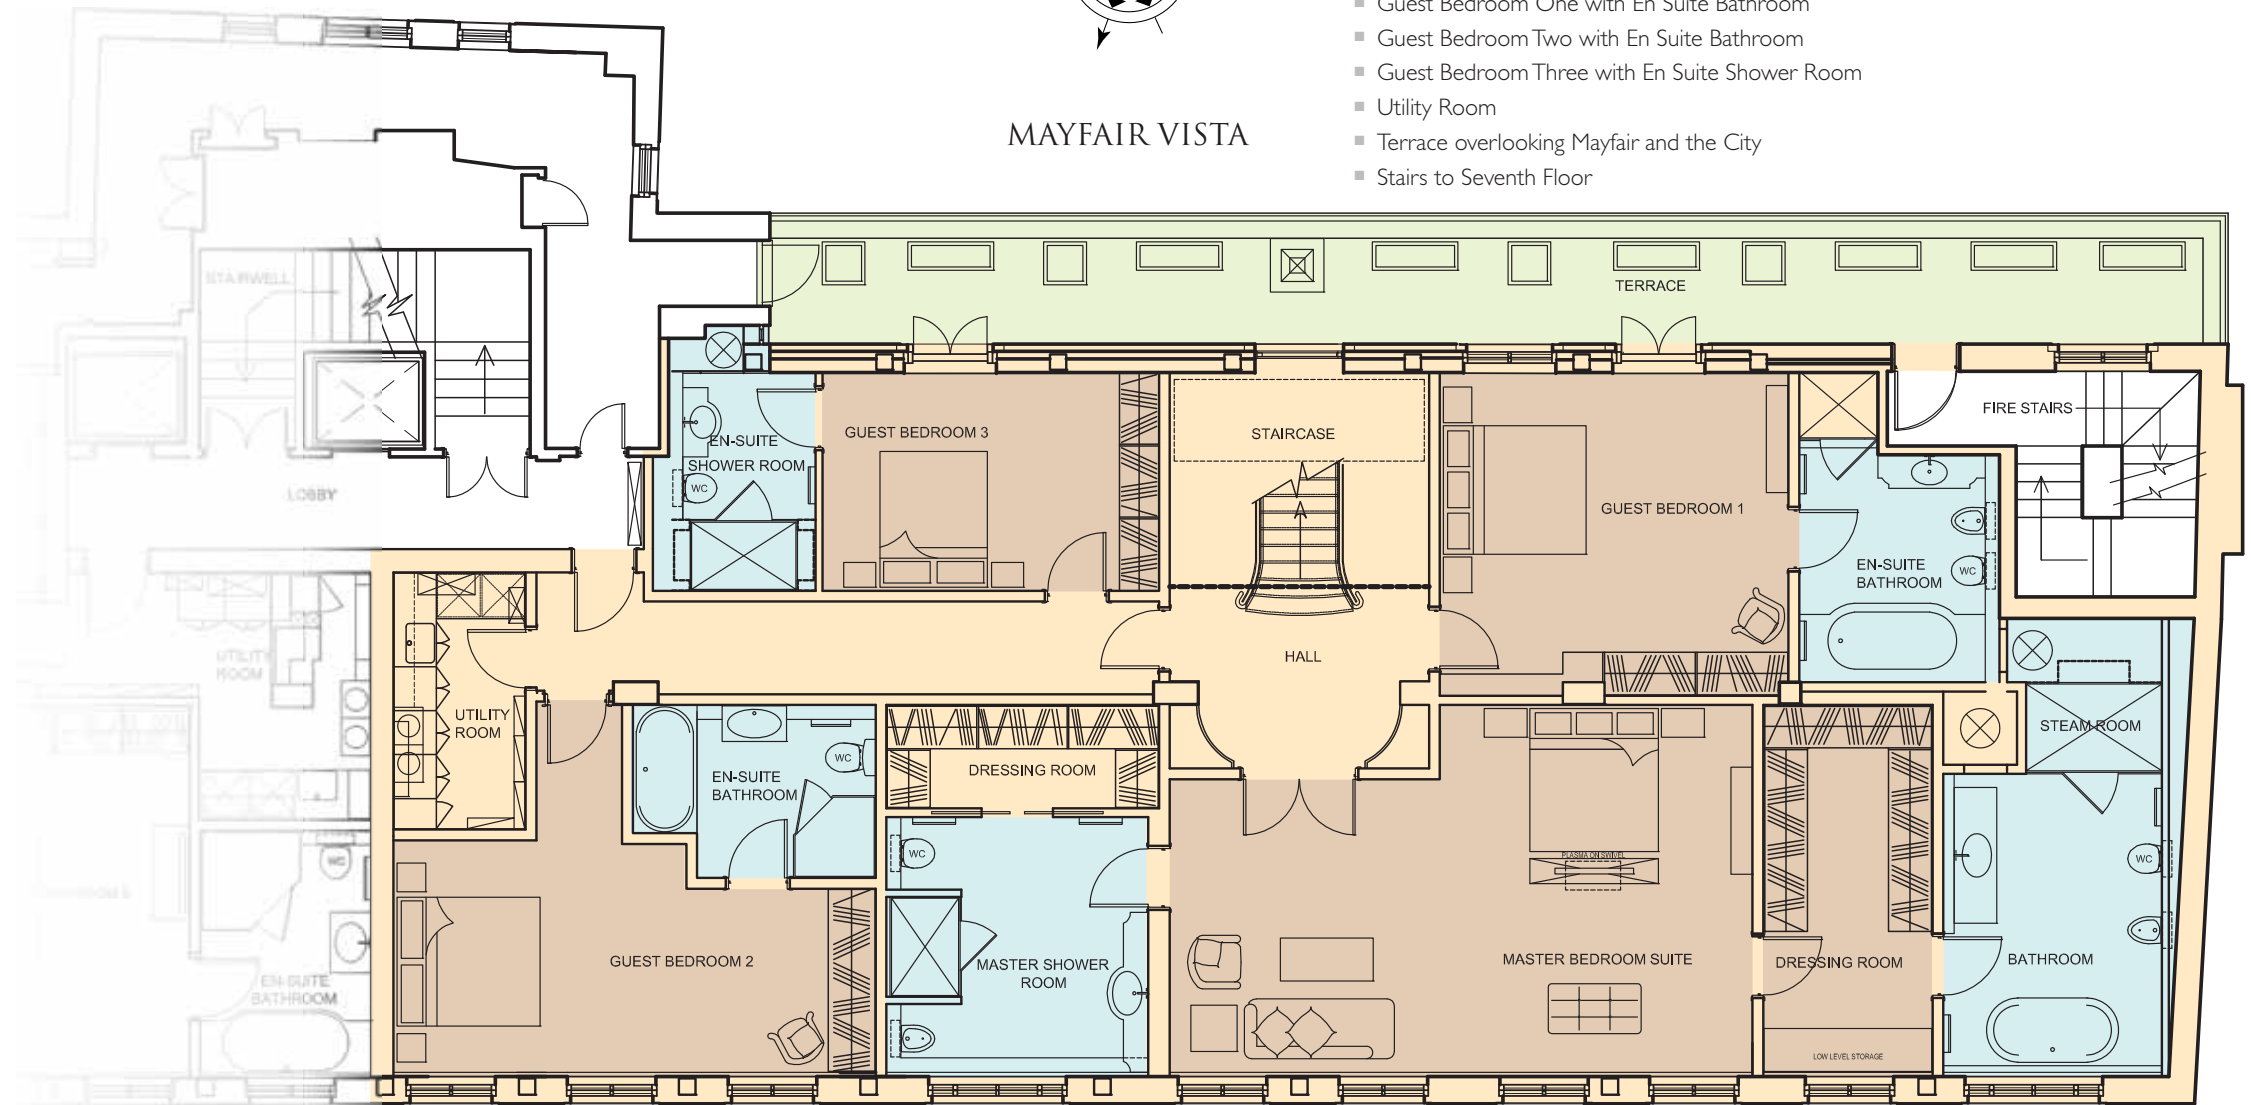 Guest Bedroom One with En Suite Bathroom
Guest Bedroom Two with En Suite Bathroom
Guest Bedroom Three with En Suite Shower Room
Utility Room
Terrace overlooking Mayfair and the City
Stairs to Seventh Floor
MAYFAIR VISTA
STAIRWELL
TERRACE
FIRE STAIRS
GUEST BEDROOM 3
STAIRCASE
EN-SUITE
SHOWER ROOM
WC
LOBBY
GUEST BEDROOM 1
EN-SUITE
BATHROOM
WC
HALL
UTILITY
ROOM
UTILITY
ROOM
STEAM ROOM
EN-SUITE
BATHROOM
WC
DRESSING ROOM
PLASMA ON SWIVEL
WC
WC
WC
GUEST BEDROOM 2
MASTER SHOWER
ROOM
MASTER BEDROOM SUITE
DRESSING ROOM
BATHROOM
EN-SUITE
BATHROOM
LOW LEVEL STORAGE